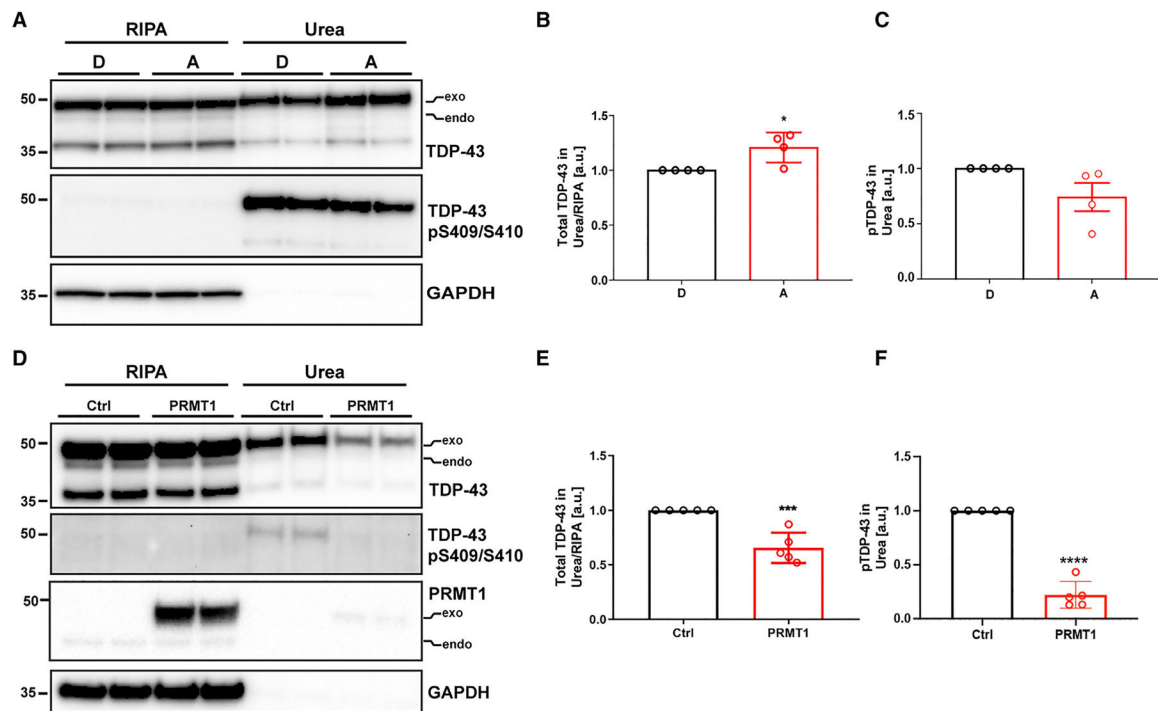 A
RIPA Urea
D A D A
50
exo
endo
35
TDP-43
50
TDP-43
pS409/S410
35
GAPDH
B
Total TDP-43 in
Urea/RIPA [a.u.]
1.5
1.0
0.5
0.0
*
D A
C
pTDP-43 in
Urea [a.u.]
1.5
1.0
0.5
0.0
D A
D
RIPA Urea
Ctrl PRMT1 Ctrl PRMT1
50
exo
endo
35
TDP-43
50
TDP-43
pS409/S410
50
PRMT1
exo
endo
35
GAPDH
E
Total TDP-43 in
Urea/RIPA [a.u.]
1.5
1.0
0.5
0.0
***
Ctrl PRMT1
F
pTDP-43 in
Urea [a.u.]
1.5
1.0
0.5
0.0
****
Ctrl PRMT1